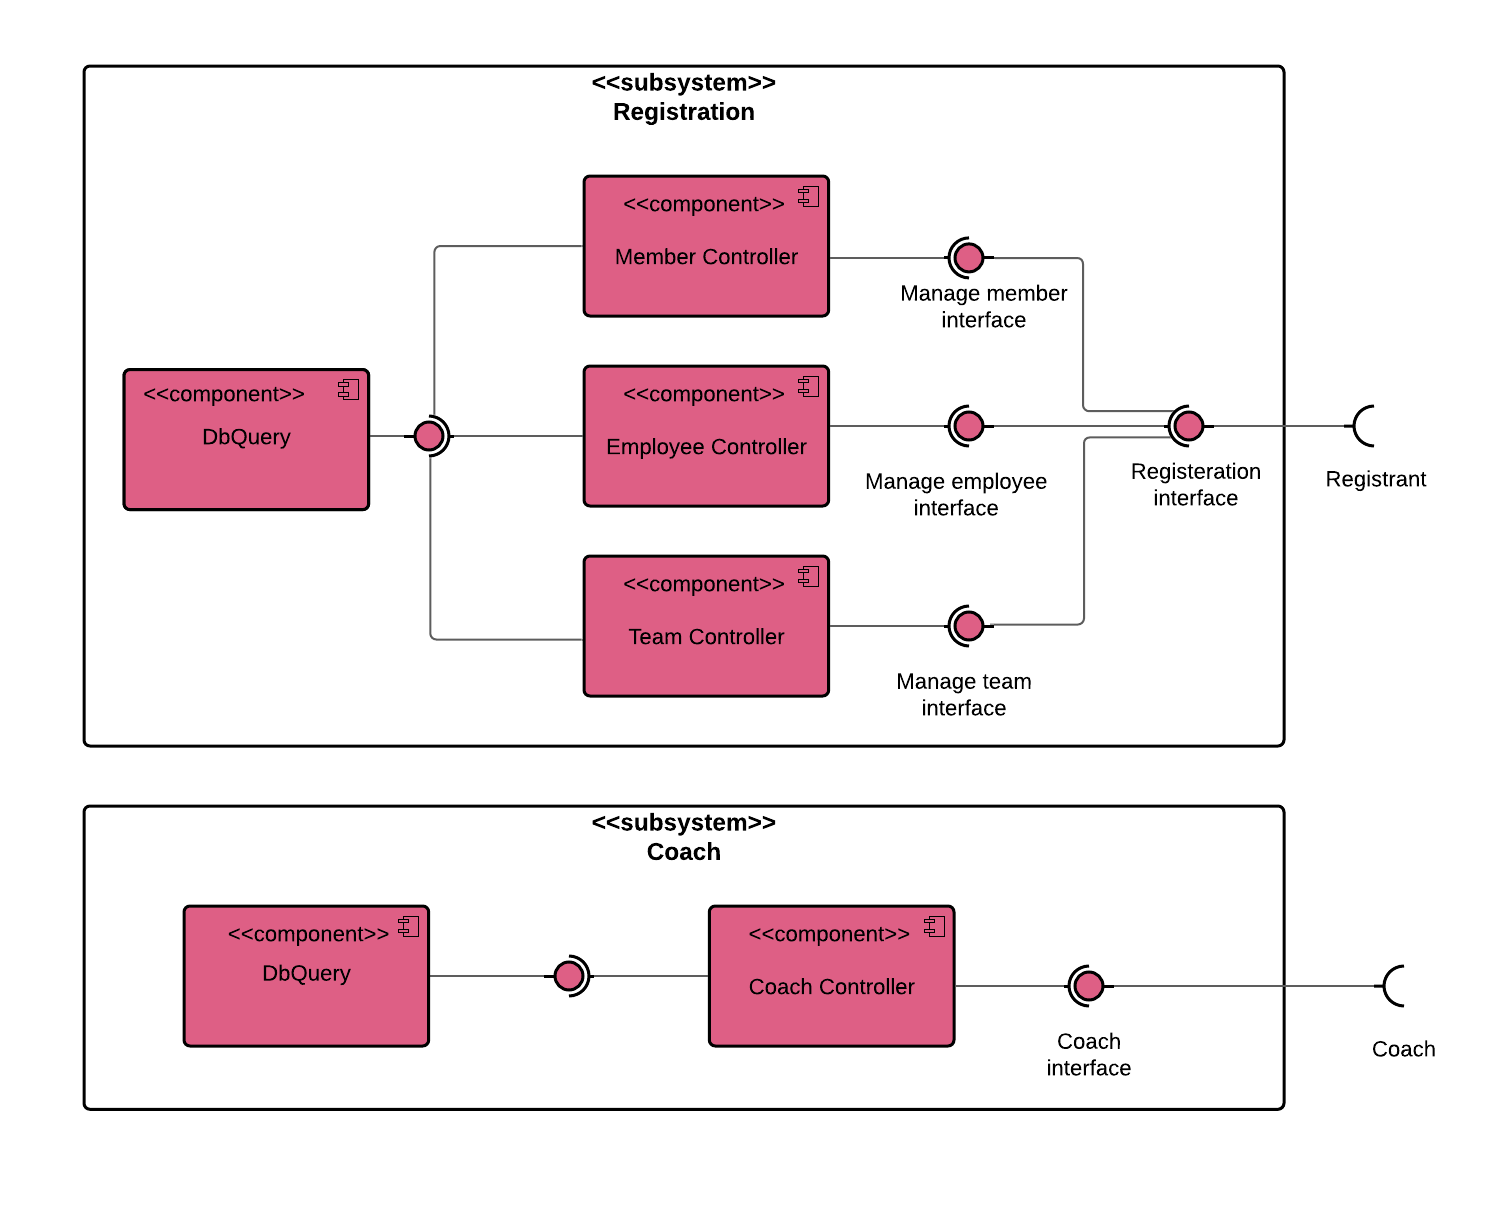 <<subsystem>>
Registration
<<component>>
Member Controller
Manage member
interface
<<component>>
DbQuery
<<component>>
Employee Controller
Manage employee
interface
Registeration
interface
Registrant
<<component>>
Team Controller
Manage team
interface
<<subsystem>>
Coach
<<component>>
DbQuery
<<component>>
Coach Controller
Coach
interface
Coach